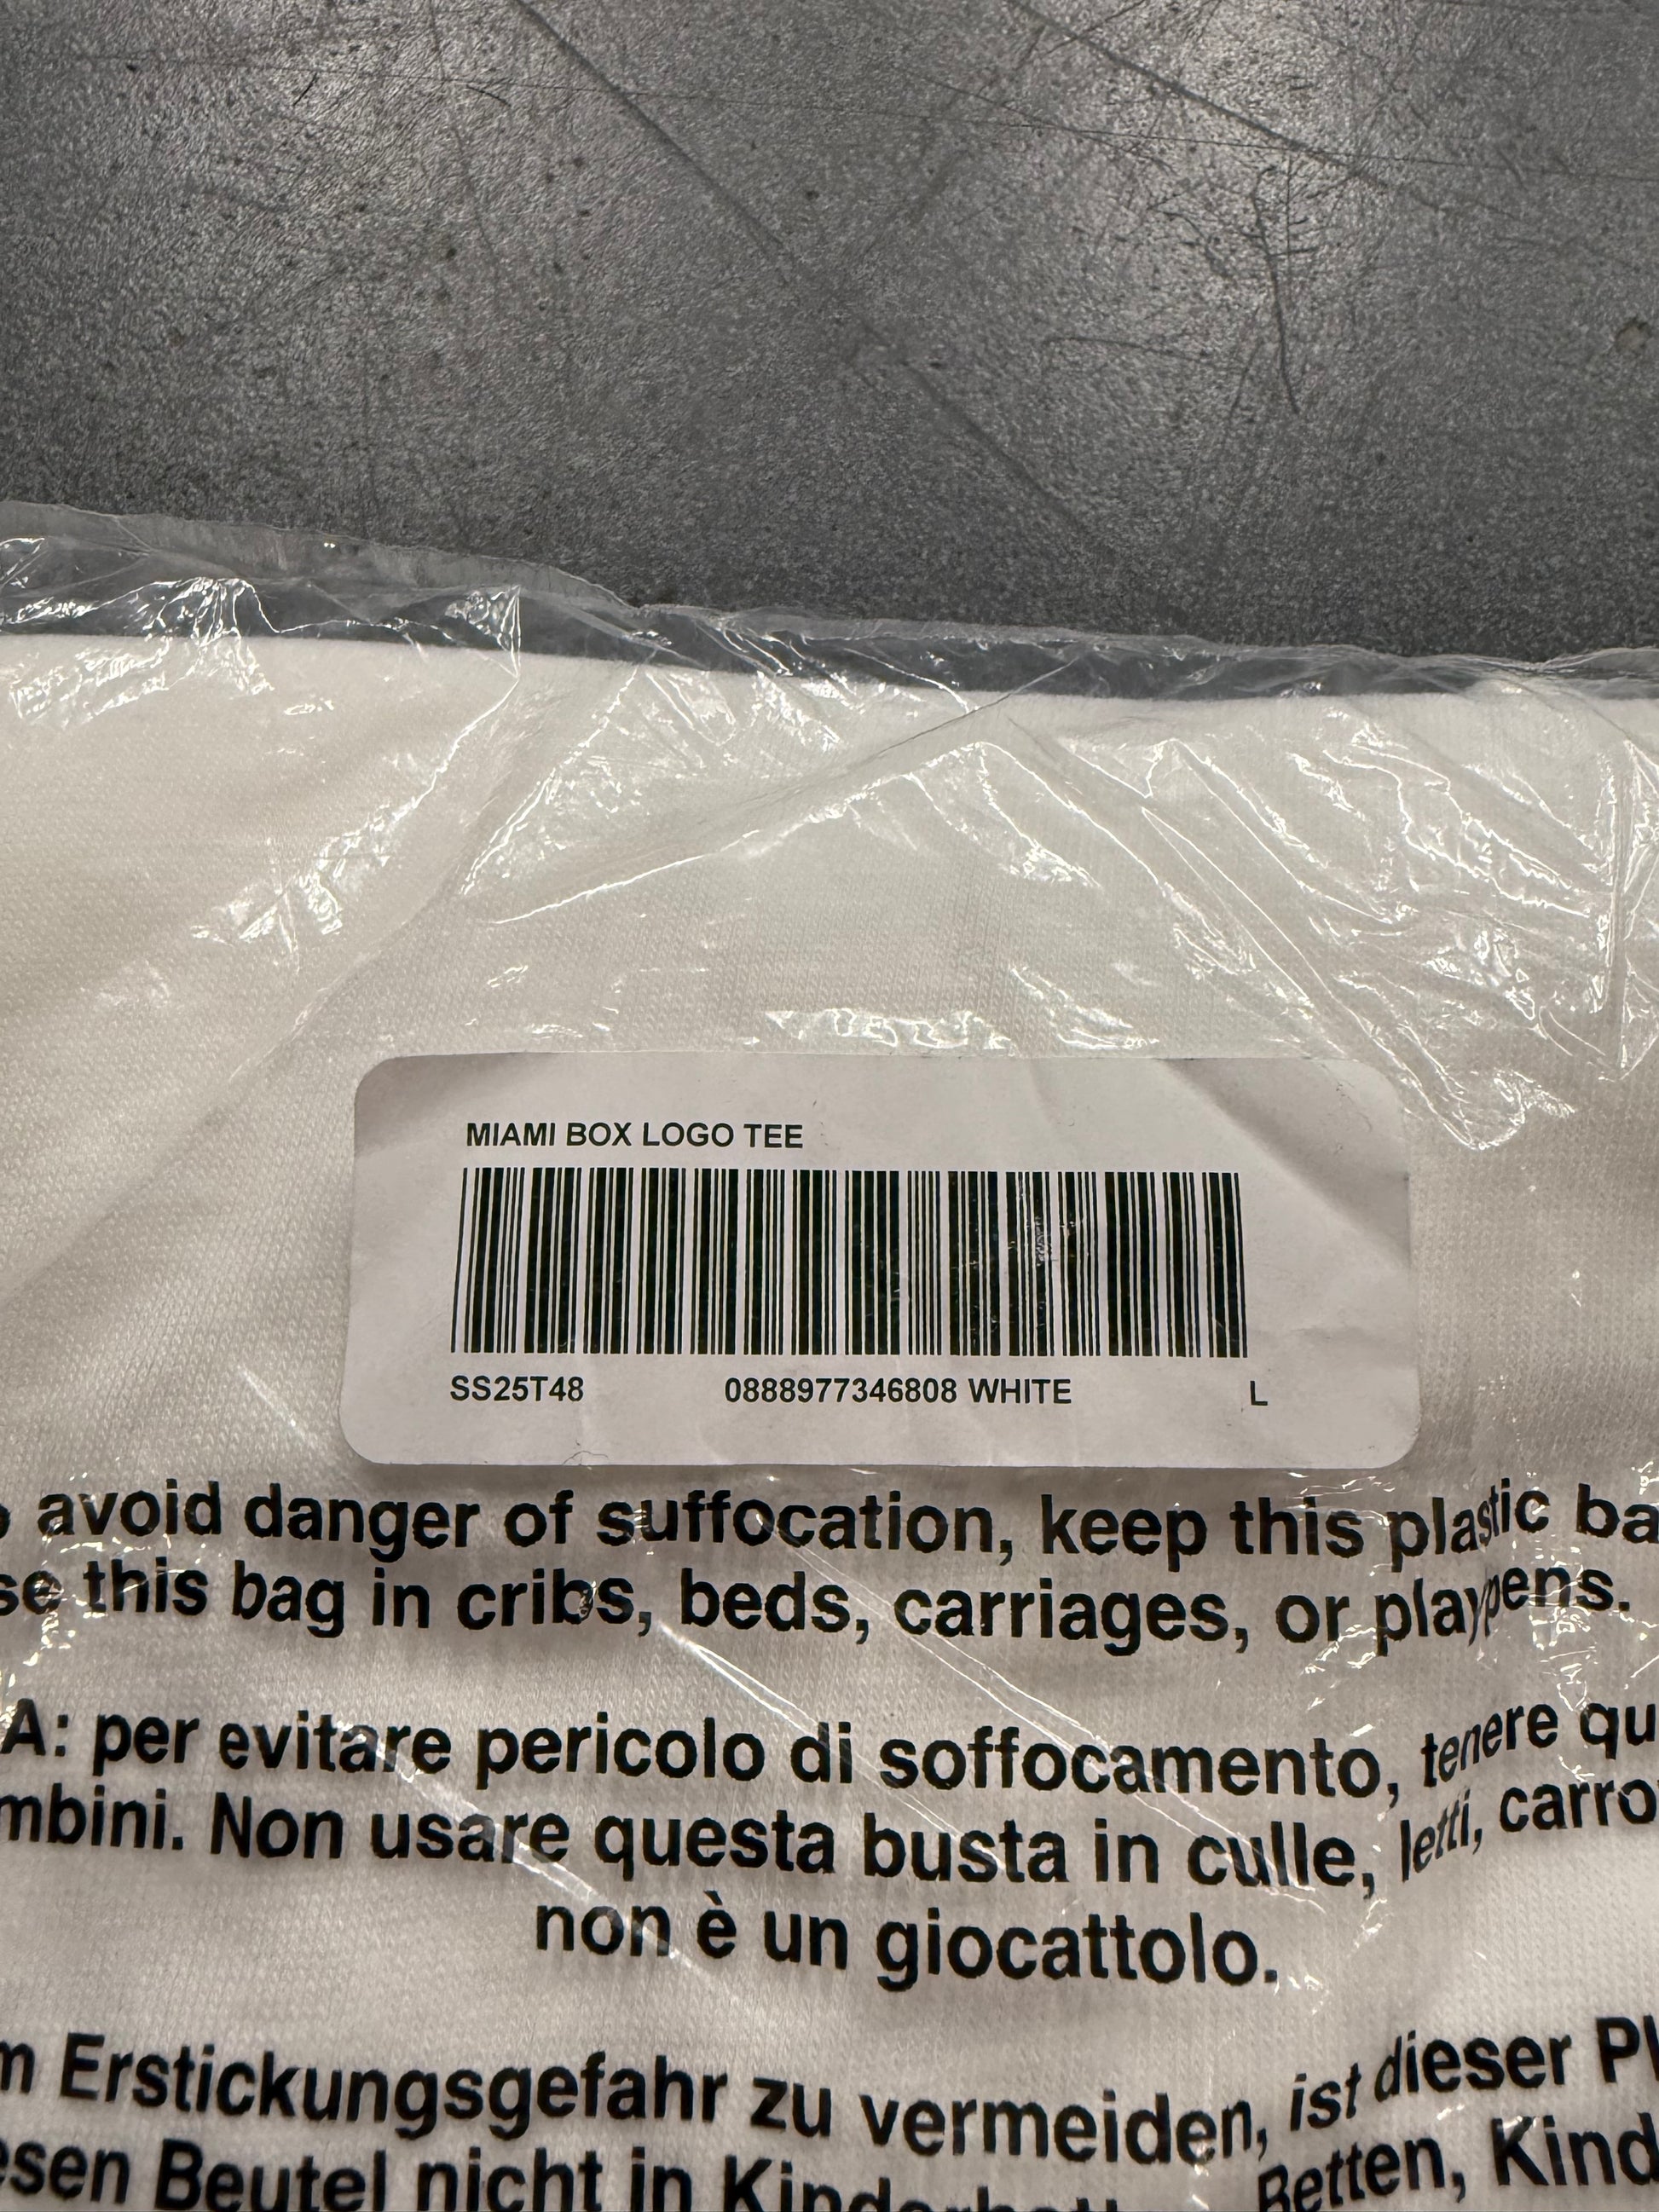 MIAMI BOX LOGO TEE
SS25T48 0888977346808 WHITE L
avoid danger of suffocation, keep this plastic ba
se this bag in cribs, beds, carriages, or playpens.
A: per evitare pericolo di soffocamento, tenere qu
mbini. Non usare questa busta in culle, letti, carro
non è un giocattolo.
m Erstickungsgefahr zu vermeiden, ist dieser Pl
esen Beutel nicht in Kinderbett Betten, Kind